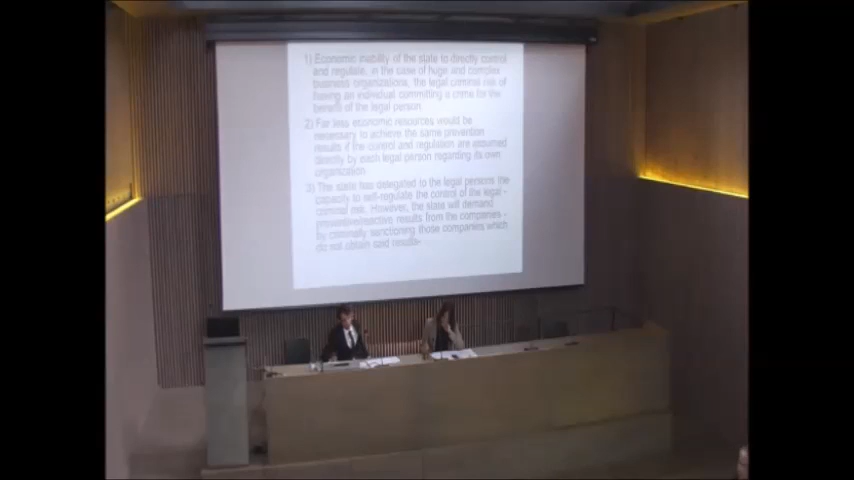 1) Economic inability of the state to directly control
and regulate, in the case of huge and complex
business organizations, the legal criminal risk of
having an individual committing a crime for the
benefit of the legal person
2) Far less economic resources would be
necessary to achieve the same prevention
results if the control and regulation are assumed
directly by each legal person regarding its own
organization
3) The state has delegated to the legal persons the
capacity to self-regulate the control of the legal -
criminal risk. However, the state will demand
preventive/reactive results from the companies -
by criminally sanctioning those companies which
do not obtain said results-